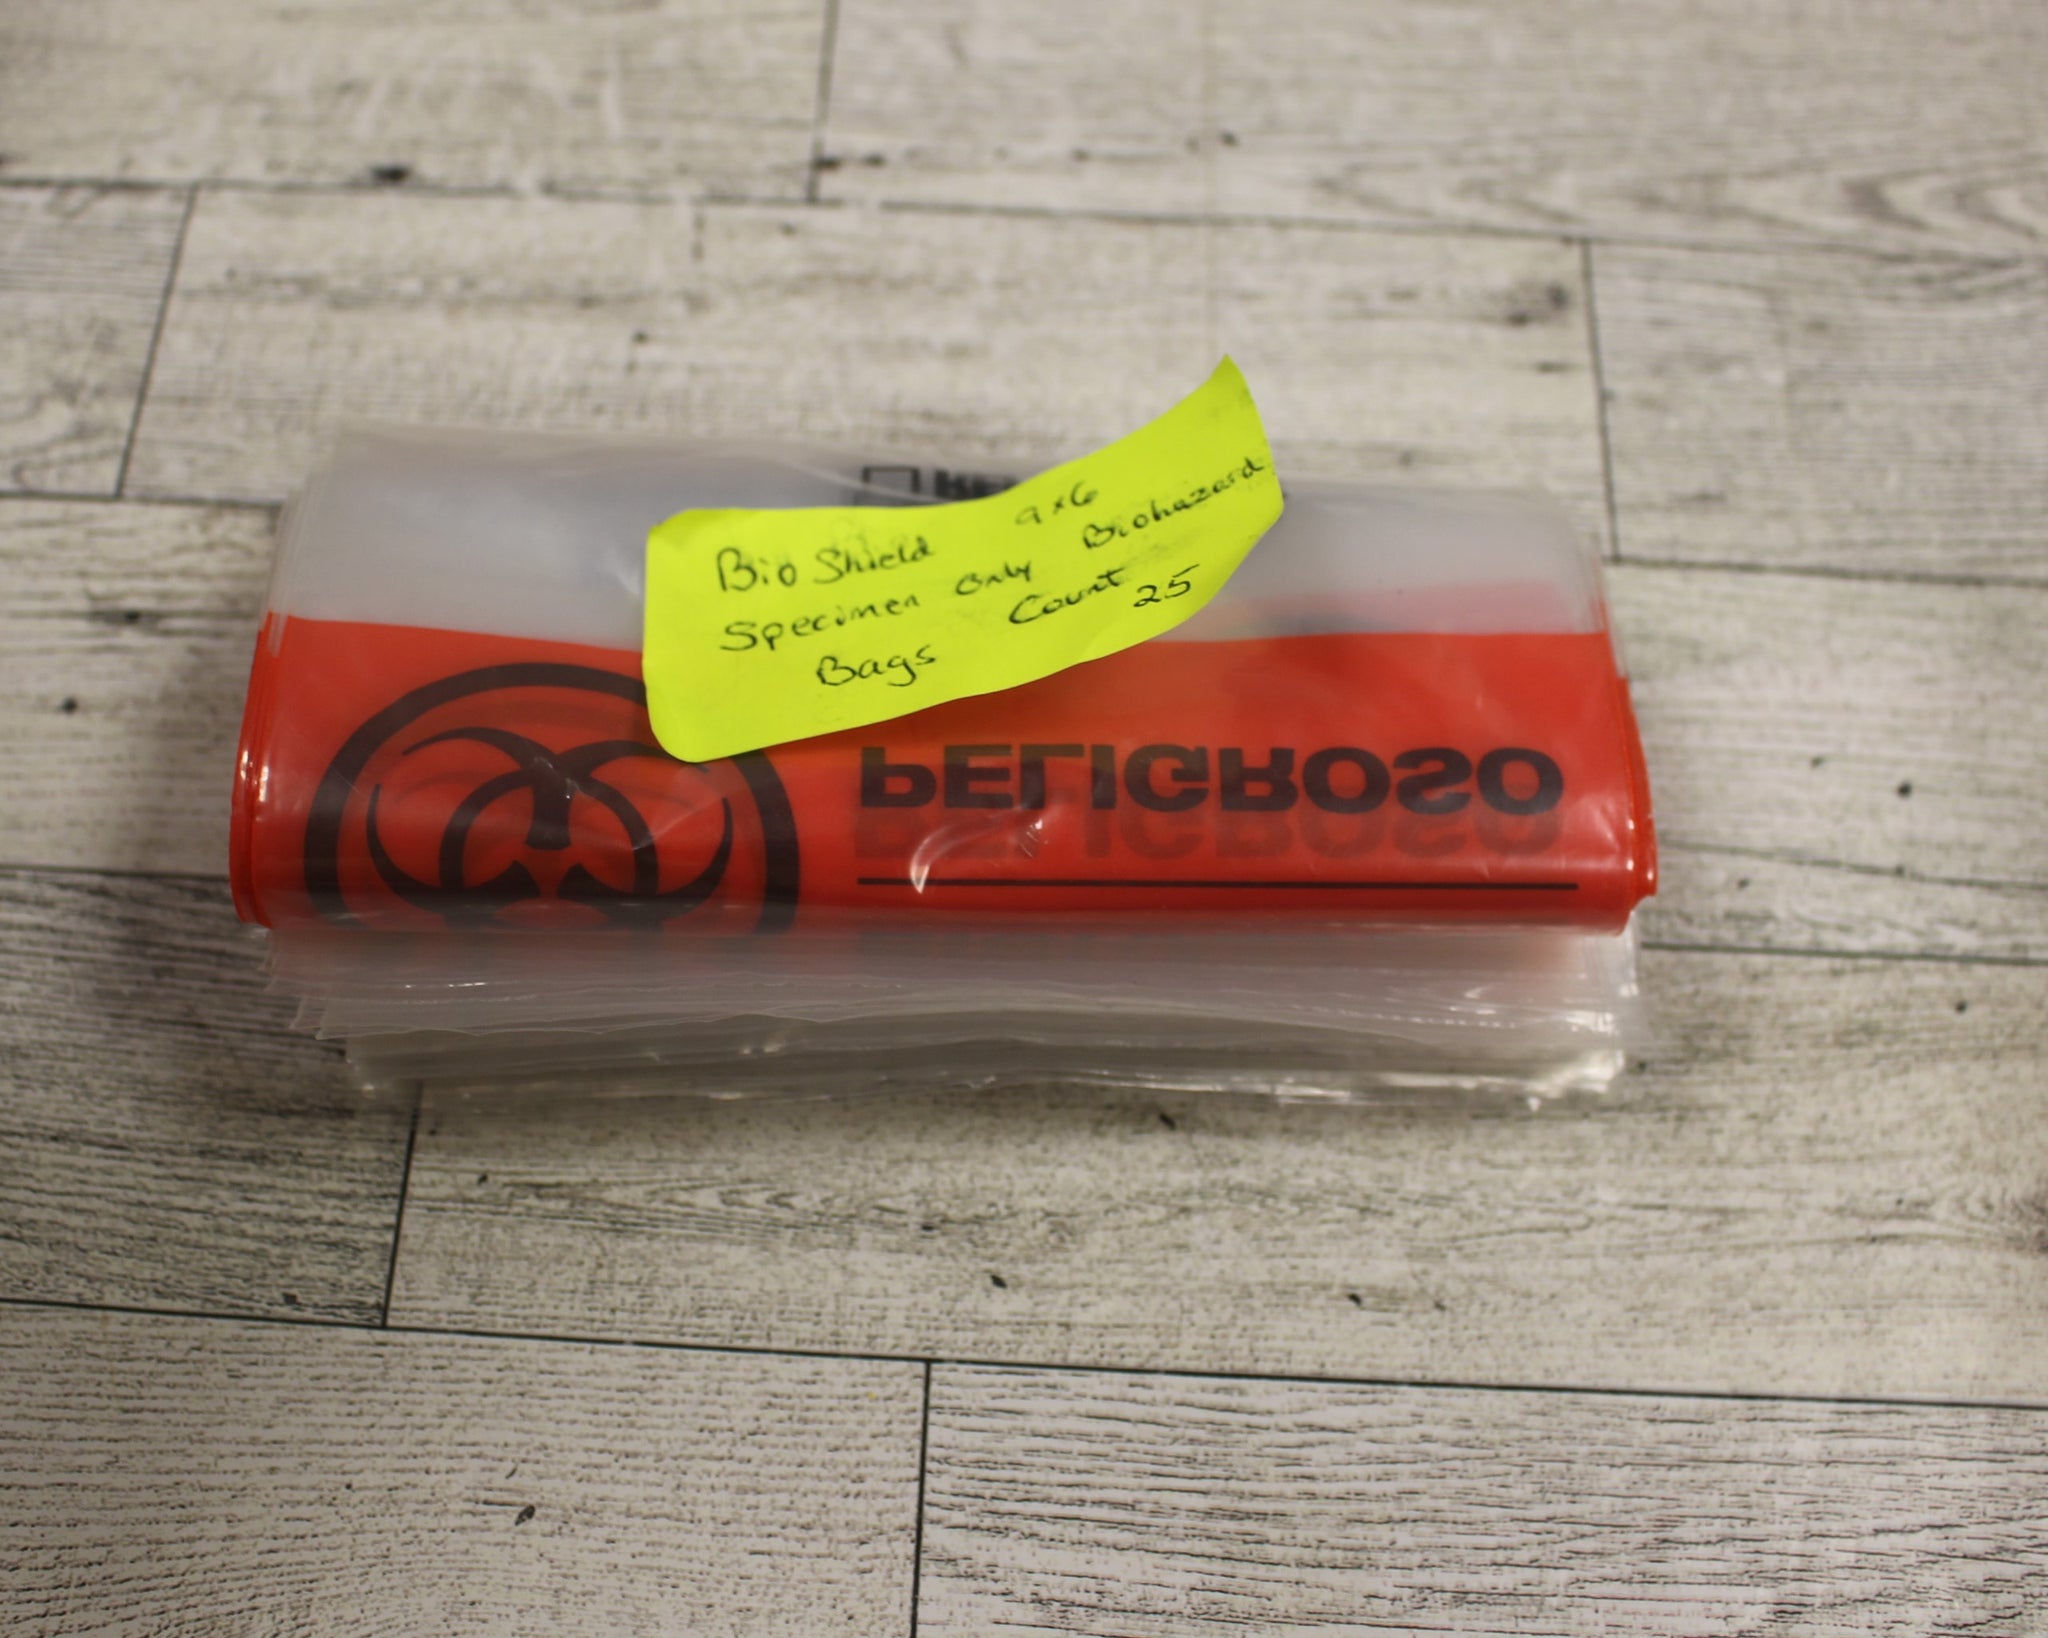 Bio Shield 9x6
Specimen only Biohazard
Bags Count 25
PELIGROSO